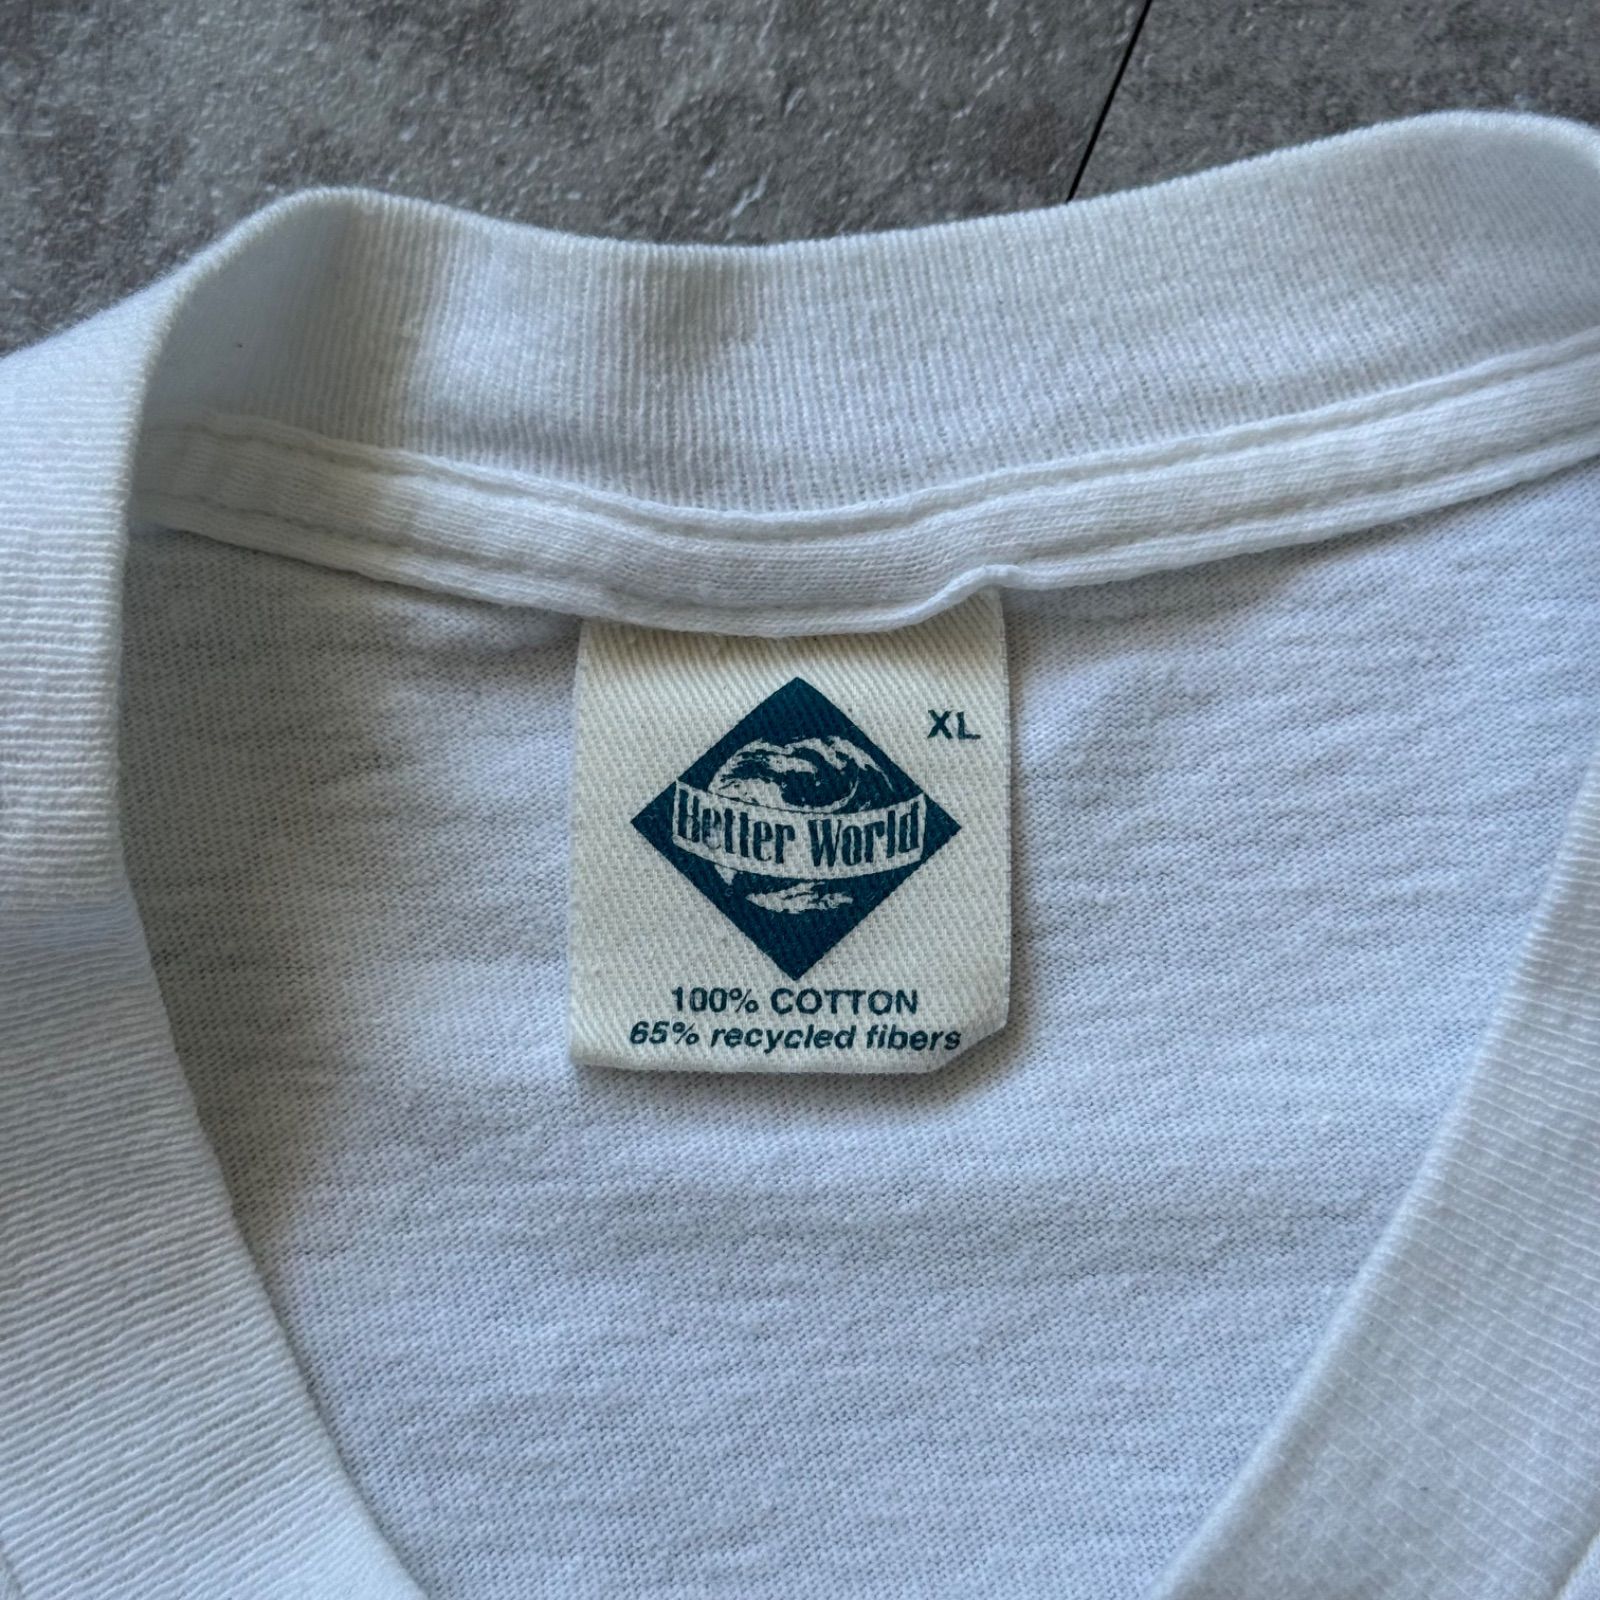 XL
Better World
100% COTTON
65% recycled fibers